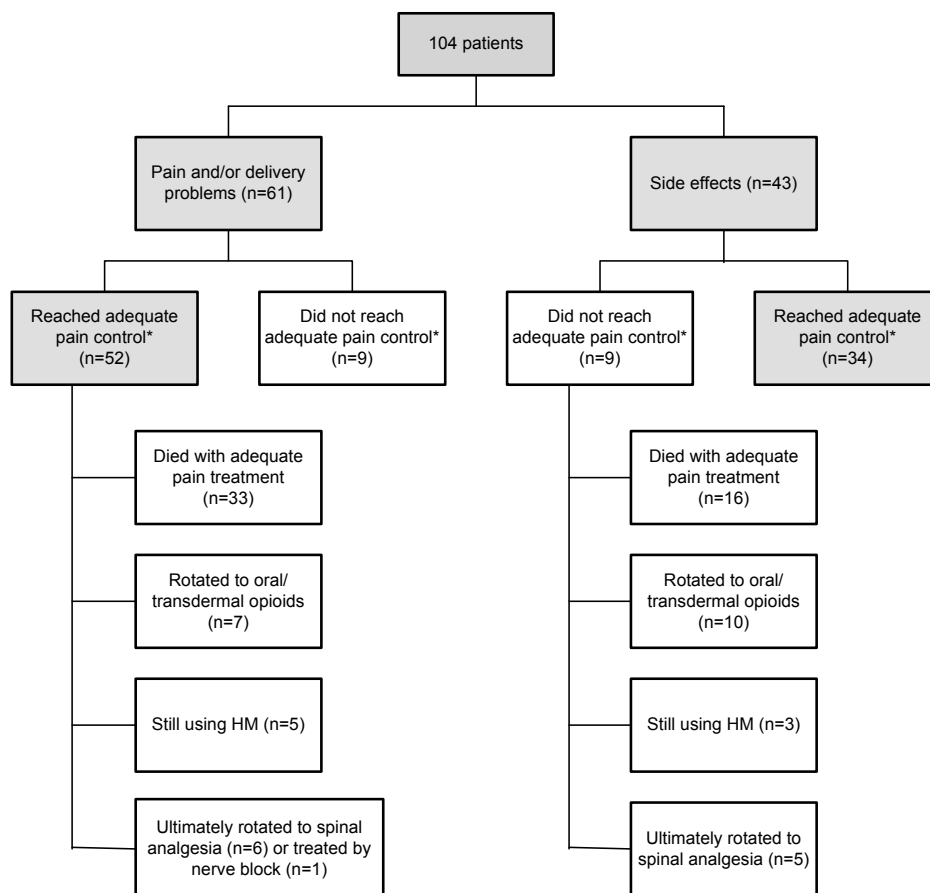 104 patients
Pain and/or delivery
problems (n=61)
Side effects (n=43)
Reached adequate
pain control*
(n=52)
Did not reach
adequate pain control*
(n=9)
Did not reach
adequate pain control*
(n=9)
Reached adequate
pain control*
(n=34)
Died with adequate
pain treatment
(n=33)
Died with adequate
pain treatment
(n=16)
Rotated to oral/
transdermal opioids
(n=7)
Rotated to oral/
transdermal opioids
(n=10)
Still using HM (n=5)
Still using HM (n=3)
Ultimately rotated to spinal
analgesia (n=6) or treated by
nerve block (n=1)
Ultimately rotated to
spinal analgesia (n=5)